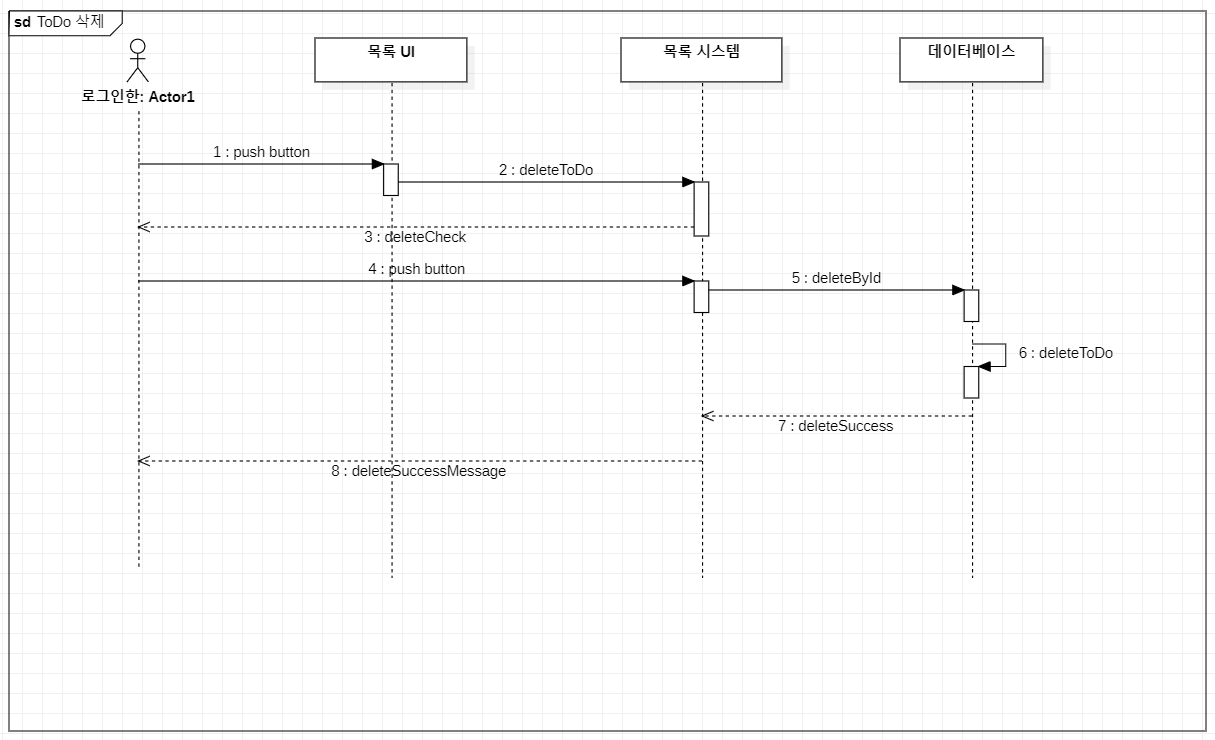 sd ToDo 삭제
목록 UI
목록 시스템
데이터베이스
로그인한: Actor1
1 : push button
2 : deleteToDo
3 : deleteCheck
4 : push button
5 : deleteById
6 : deleteToDo
7 : deleteSuccess
8 : deleteSuccessMessage